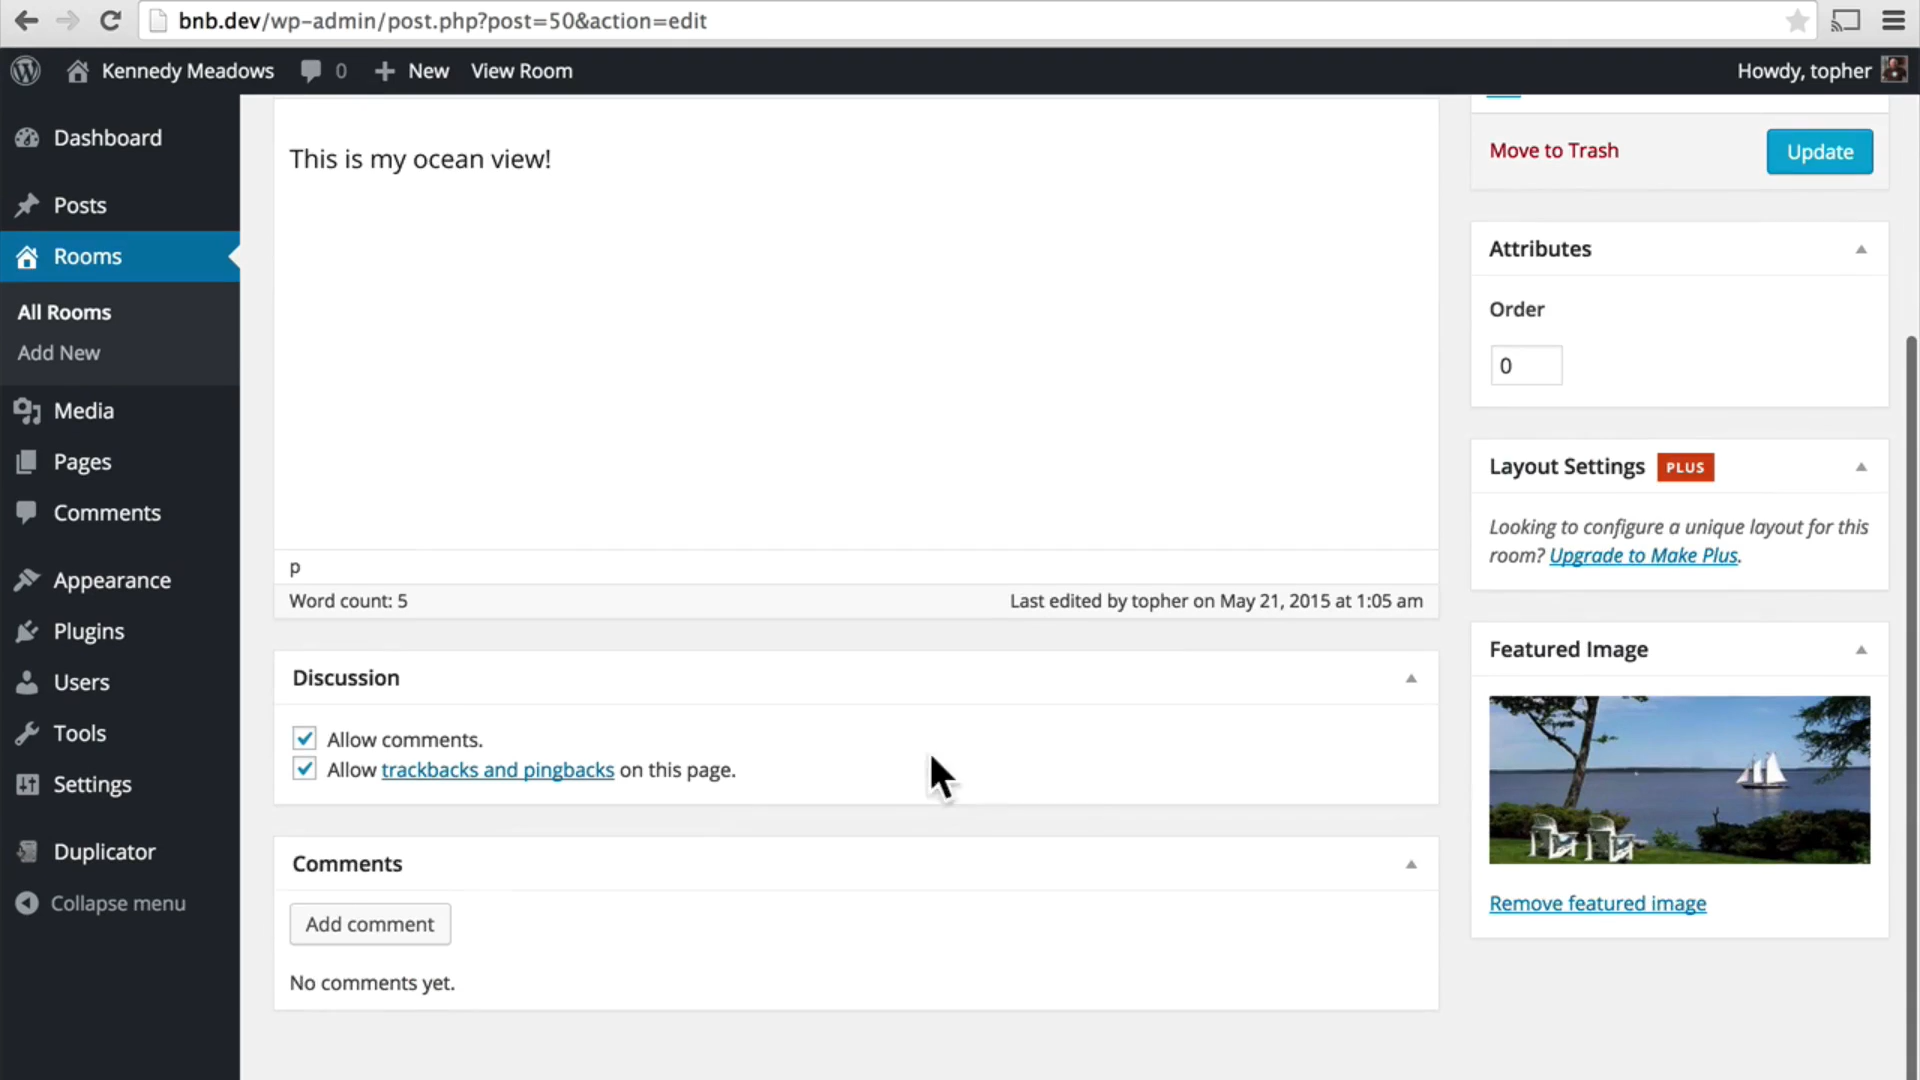 bnb.dev/wp-admin/post.php?post=50&action=edit
Kennedy Meadows 0 New View Room Howdy, topher
Dashboard
Posts
Rooms
All Rooms
Add New
Media
Pages
Comments
Appearance
Plugins
Users
Tools
Settings
Duplicator
Collapse menu
This is my ocean view!
p
Word count: 5 Last edited by topher on May 21, 2015 at 1:05 am
Discussion
Allow comments.
Allow trackbacks and pingbacks on this page.
Comments
Add comment
No comments yet.
Move to Trash Update
Attributes
Order
0
Layout Settings PLUS
Looking to configure a unique layout for this
room? Upgrade to Make Plus.
Featured Image
Remove featured image